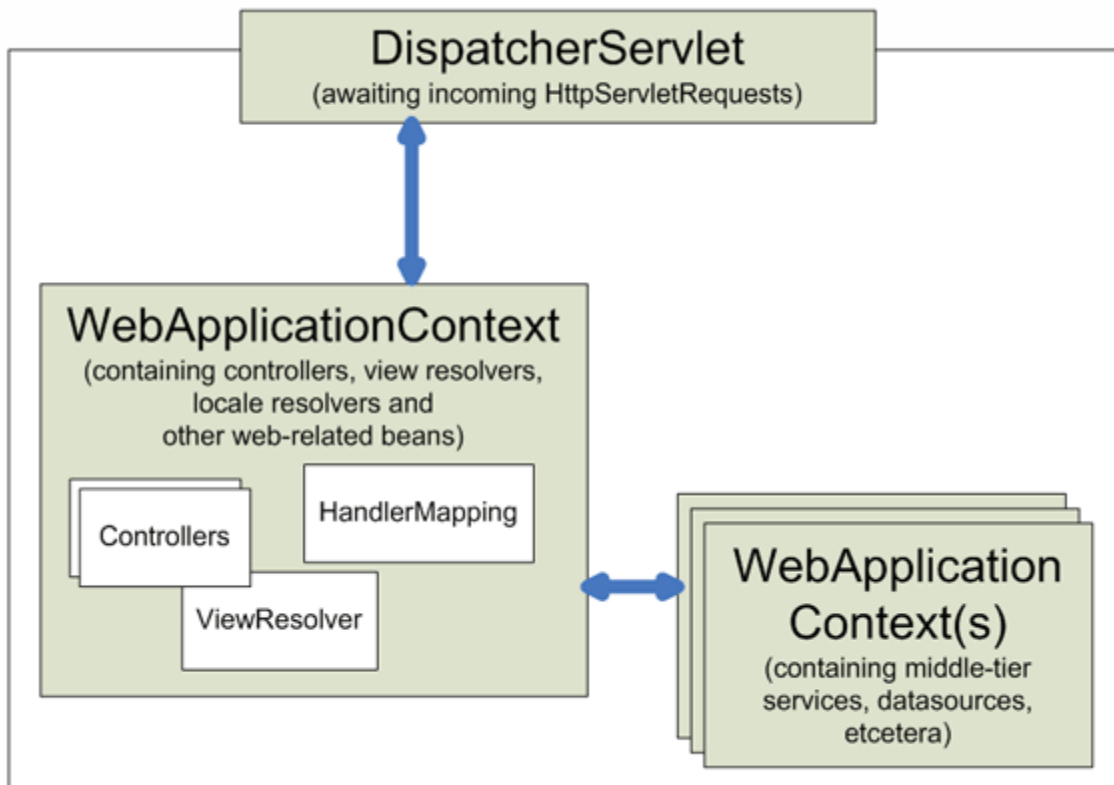 DispatcherServlet
(awaiting incoming HttpServletRequests)
WebApplicationContext
(containing controllers, view resolvers,
locale resolvers and
other web-related beans)
HandlerMapping
Controllers
ViewResolver
WebApplication
Context(s)
(containing middle-tier
services, datasources,
etcetera)